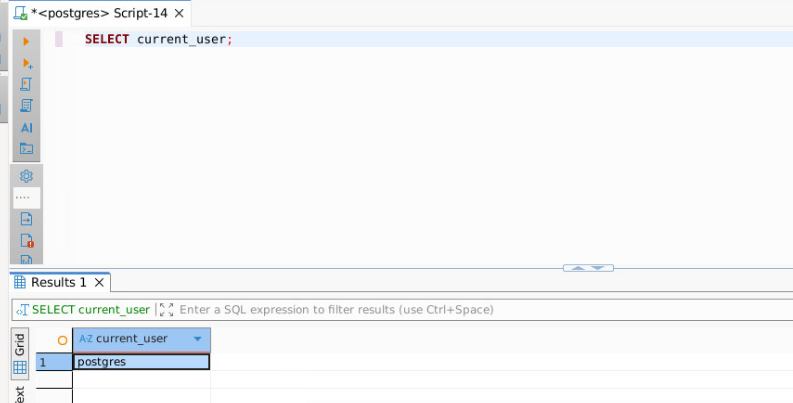 *<postgres> Script-14
SELECT current_user;
AI
Results 1
SELECT current_user
Enter a SQL expression to filter results (use Ctrl+Space)
Grid
A-Z current_user
1
postgres